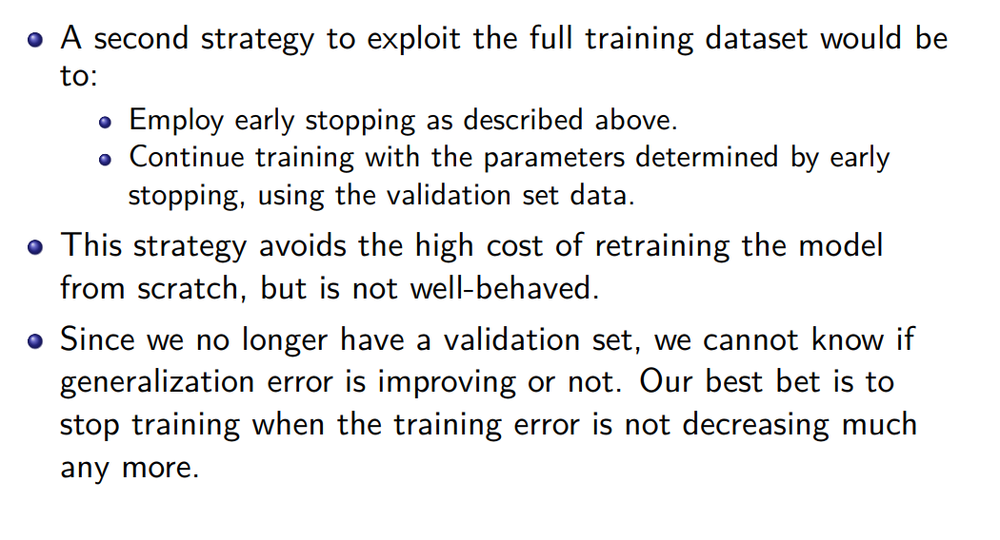 A second strategy to exploit the full training dataset would be
to:
Employ early stopping as described above.
Continue training with the parameters determined by early
stopping, using the validation set data.
This strategy avoids the high cost of retraining the model
from scratch, but is not well-behaved.
Since we no longer have a validation set, we cannot know if
generalization error is improving or not. Our best bet is to
stop training when the training error is not decreasing much
any more.